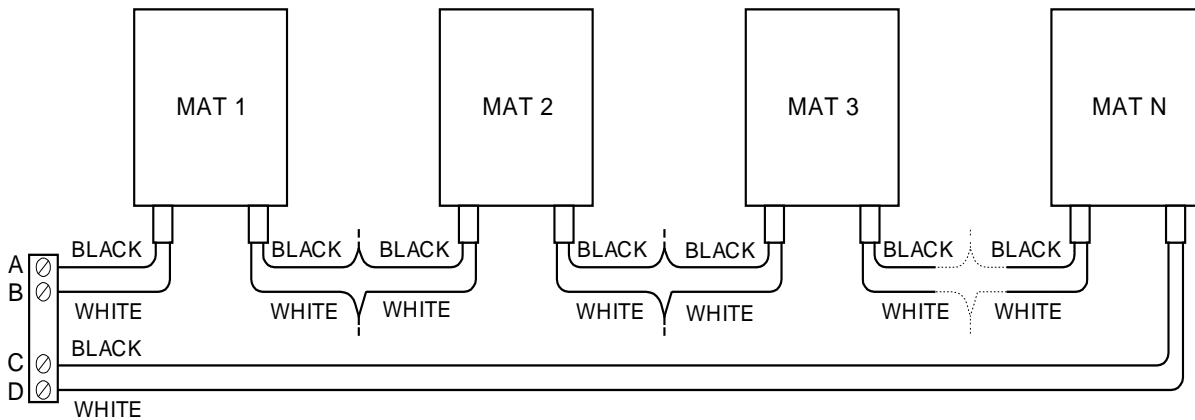 MAT 1 MAT 2 MAT 3 MAT N
BLACK BLACK BLACK BLACK BLACK BLACK BLACK
A
B
WHITE WHITE WHITE WHITE WHITE WHITE WHITE
BLACK
C
D
WHITE